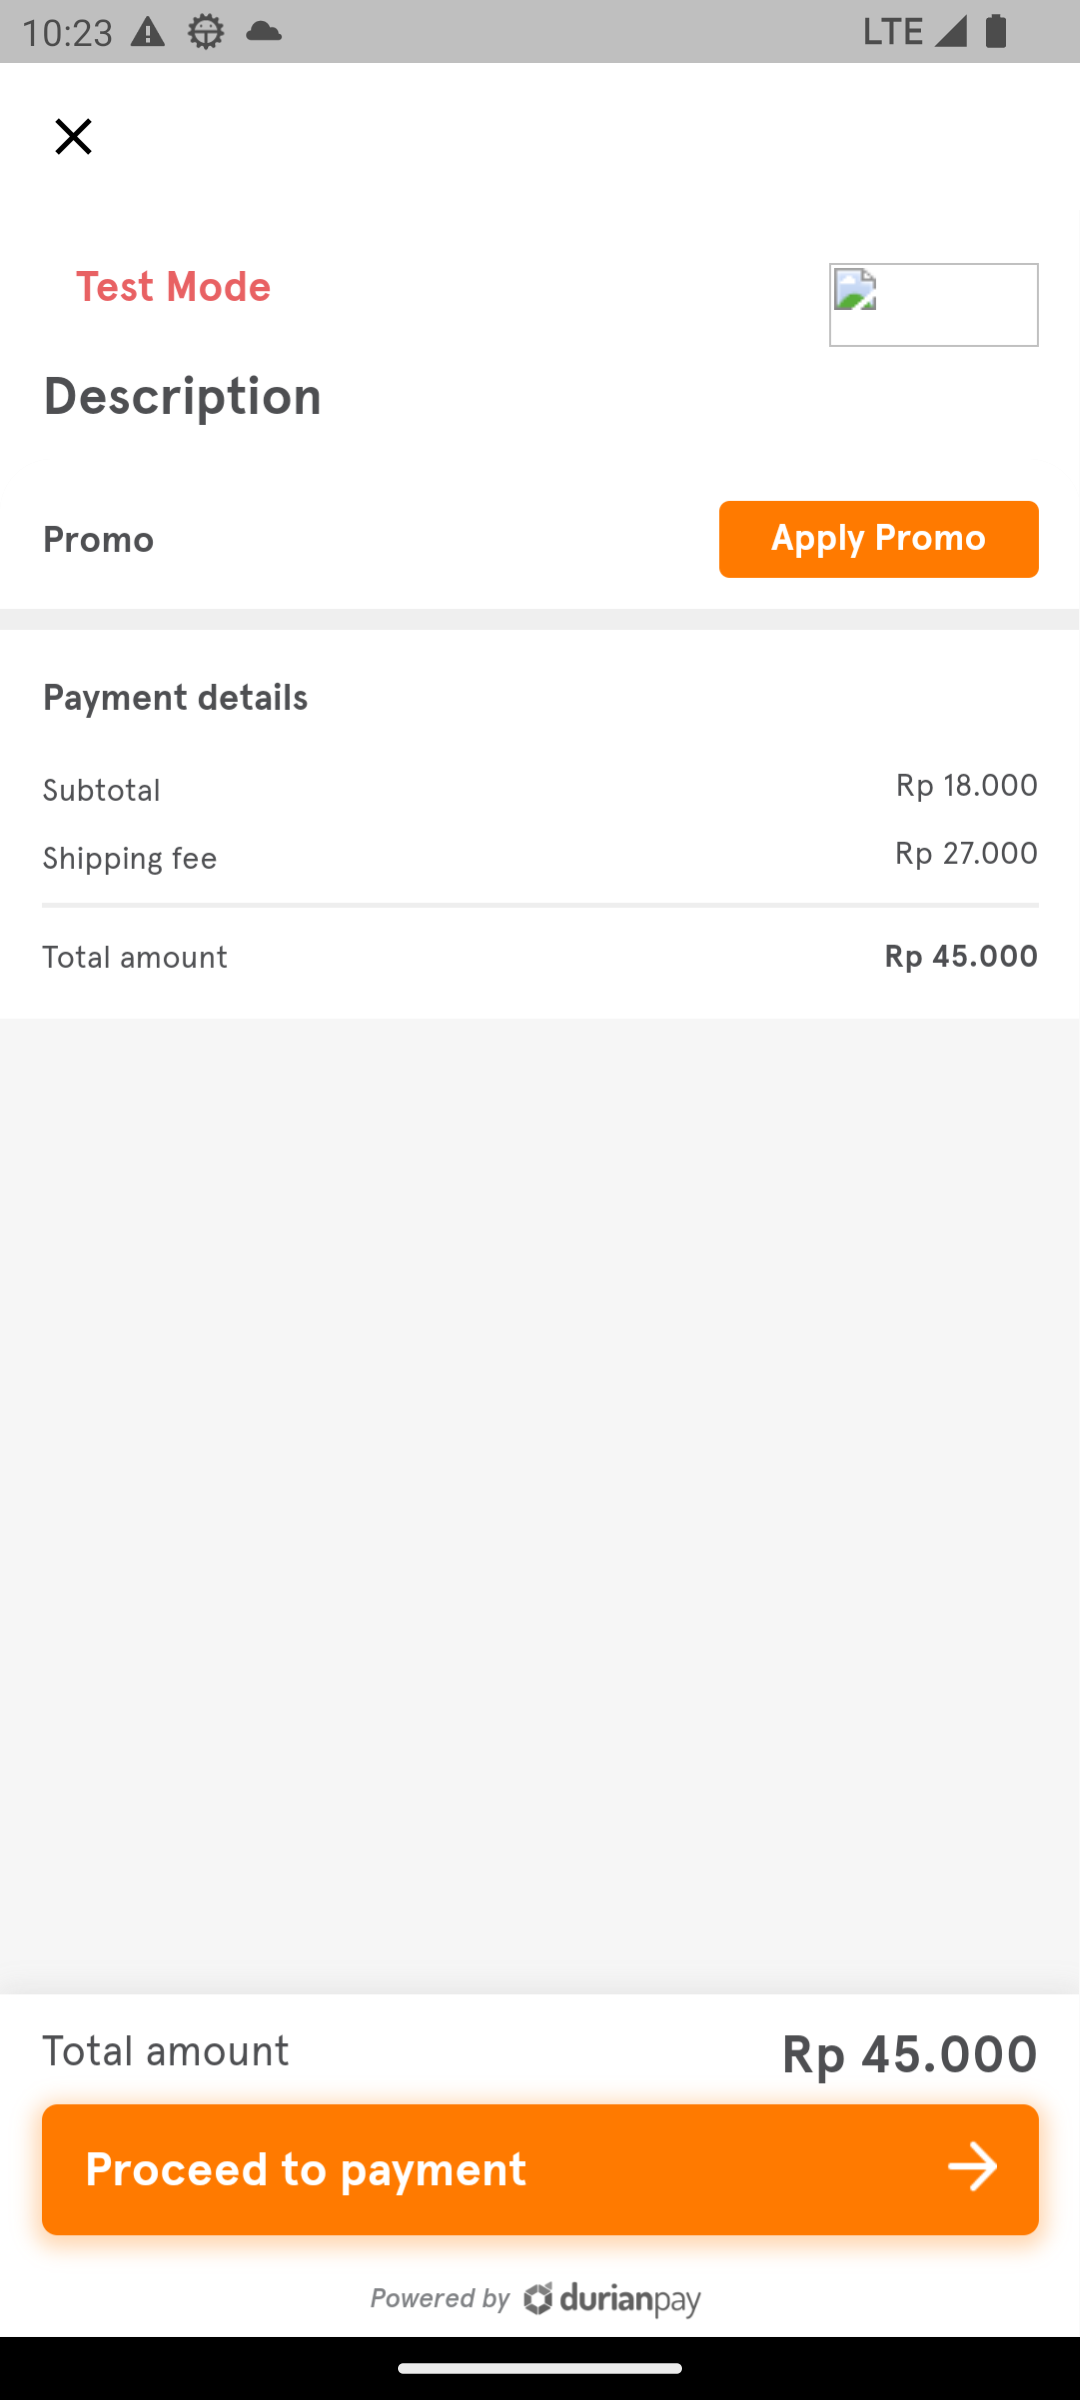 10:23 LTE
Test Mode
Description
Promo Apply Promo
Payment details
Subtotal Rp 18.000
Shipping fee Rp 27.000
Total amount Rp 45.000
Total amount Rp 45.000
Proceed to payment
Powered by durianpay